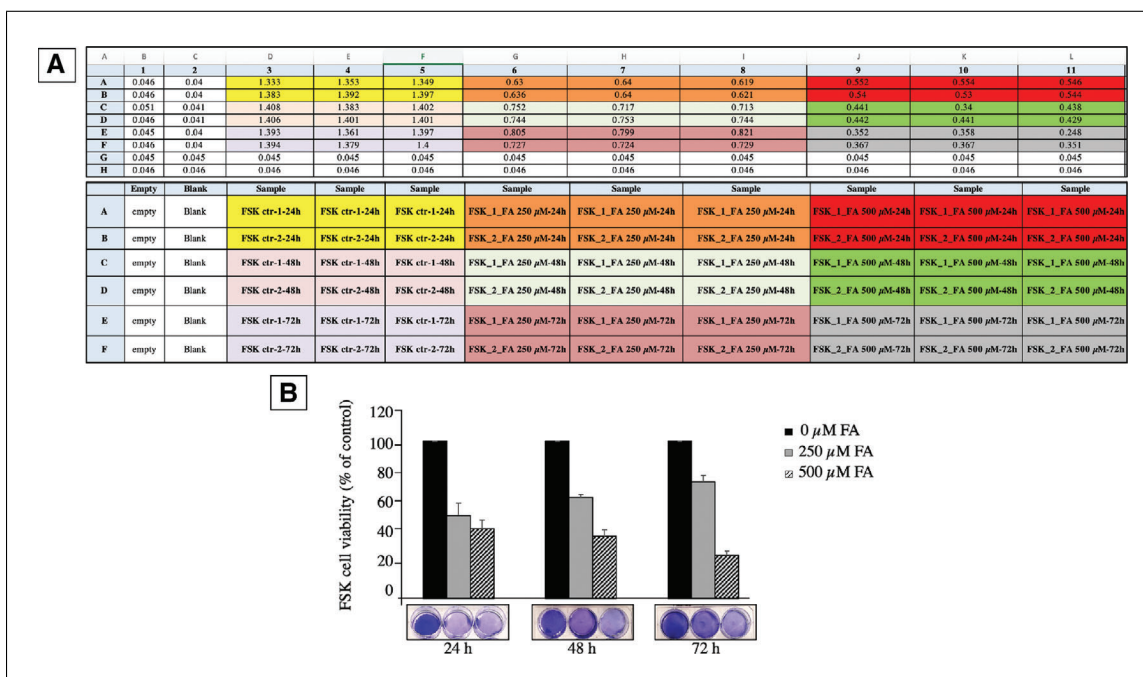 A
A B C D E F G H I J K L
1 2 3 4 5 6 7 8 9 10 11
A 0.046 0.04 1.333 1.353 1.349 0.63 0.64 0.619 0.552 0.554 0.546
B 0.046 0.04 1.383 1.392 1.397 0.636 0.64 0.621 0.54 0.53 0.544
C 0.051 0.041 1.408 1.383 1.402 0.752 0.717 0.713 0.441 0.34 0.438
D 0.046 0.041 1.406 1.401 1.401 0.744 0.753 0.744 0.442 0.441 0.429
E 0.045 0.04 1.393 1.361 1.397 0.805 0.799 0.821 0.352 0.358 0.248
F 0.046 0.04 1.394 1.379 1.4 0.727 0.724 0.729 0.367 0.367 0.351
G 0.045 0.045 0.045 0.045 0.045 0.045 0.045 0.045 0.045 0.045 0.045
H 0.046 0.046 0.046 0.046 0.046 0.046 0.046 0.046 0.046 0.046 0.046
Empty Blank Sample Sample Sample Sample Sample Sample Sample Sample Sample
A empty Blank FSK ctr-1-24h FSK ctr-1-24h FSK ctr-1-24h FSK_1_FA 250 μM-24h FSK_1_FA 250 μM-24h FSK_1_FA 250 μM-24h FSK_1_FA 500 μM-24h FSK_1_FA 500 μM-24h FSK_1_FA 500 μM-24h
B empty Blank FSK ctr-2-24h FSK ctr-2-24h FSK ctr-2-24h FSK_2_FA 250 μM-24h FSK_2_FA 250 μM-24h FSK_2_FA 250 μM-24h FSK_2_FA 500 μM-24h FSK_2_FA 500 μM-24h FSK_2_FA 500 μM-24h
C empty Blank FSK ctr-1-48h FSK ctr-1-48h FSK ctr-1-48h FSK_1_FA 250 μM-48h FSK_1_FA 250 μM-48h FSK_1_FA 250 μM-48h FSK_1_FA 500 μM-48h FSK_1_FA 500 μM-48h FSK_1_FA 500 μM-48h
D empty Blank FSK ctr-2-48h FSK ctr-2-48h FSK ctr-2-48h FSK_2_FA 250 μM-48h FSK_2_FA 250 μM-48h FSK_2_FA 250 μM-48h FSK_2_FA 500 μM-48h FSK_2_FA 500 μM-48h FSK_2_FA 500 μM-48h
E empty Blank FSK ctr-1-72h FSK ctr-1-72h FSK ctr-1-72h FSK_1_FA 250 μM-72h FSK_1_FA 250 μM-72h FSK_1_FA 250 μM-72h FSK_1_FA 500 μM-72h FSK_1_FA 500 μM-72h FSK_1_FA 500 μM-72h
F empty Blank FSK ctr-2-72h FSK ctr-2-72h FSK ctr-2-72h FSK_2_FA 250 μM-72h FSK_2_FA 250 μM-72h FSK_2_FA 250 μM-72h FSK_2_FA 500 μM-72h FSK_2_FA 500 μM-72h FSK_2_FA 500 μM-72h
B
FSK cell viability (% of control)
120
100
80
60
40
20
0
0 μM FA
250 μM FA
500 μM FA
24 h 48 h 72 h